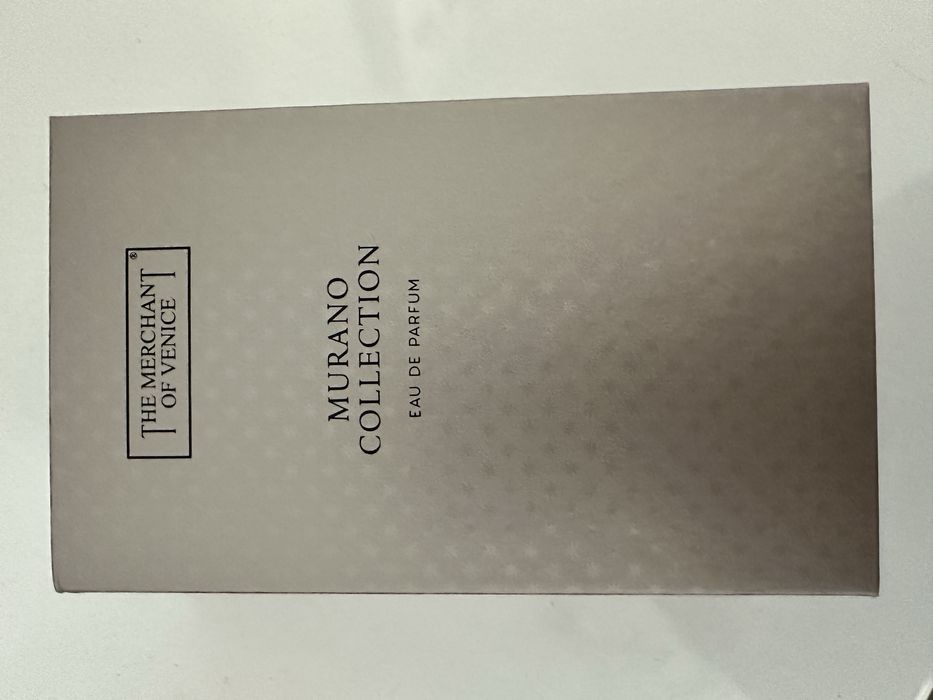 THE MERCHANT®
OF VENICE
MURANO
COLLECTION
EAU DE PARFUM